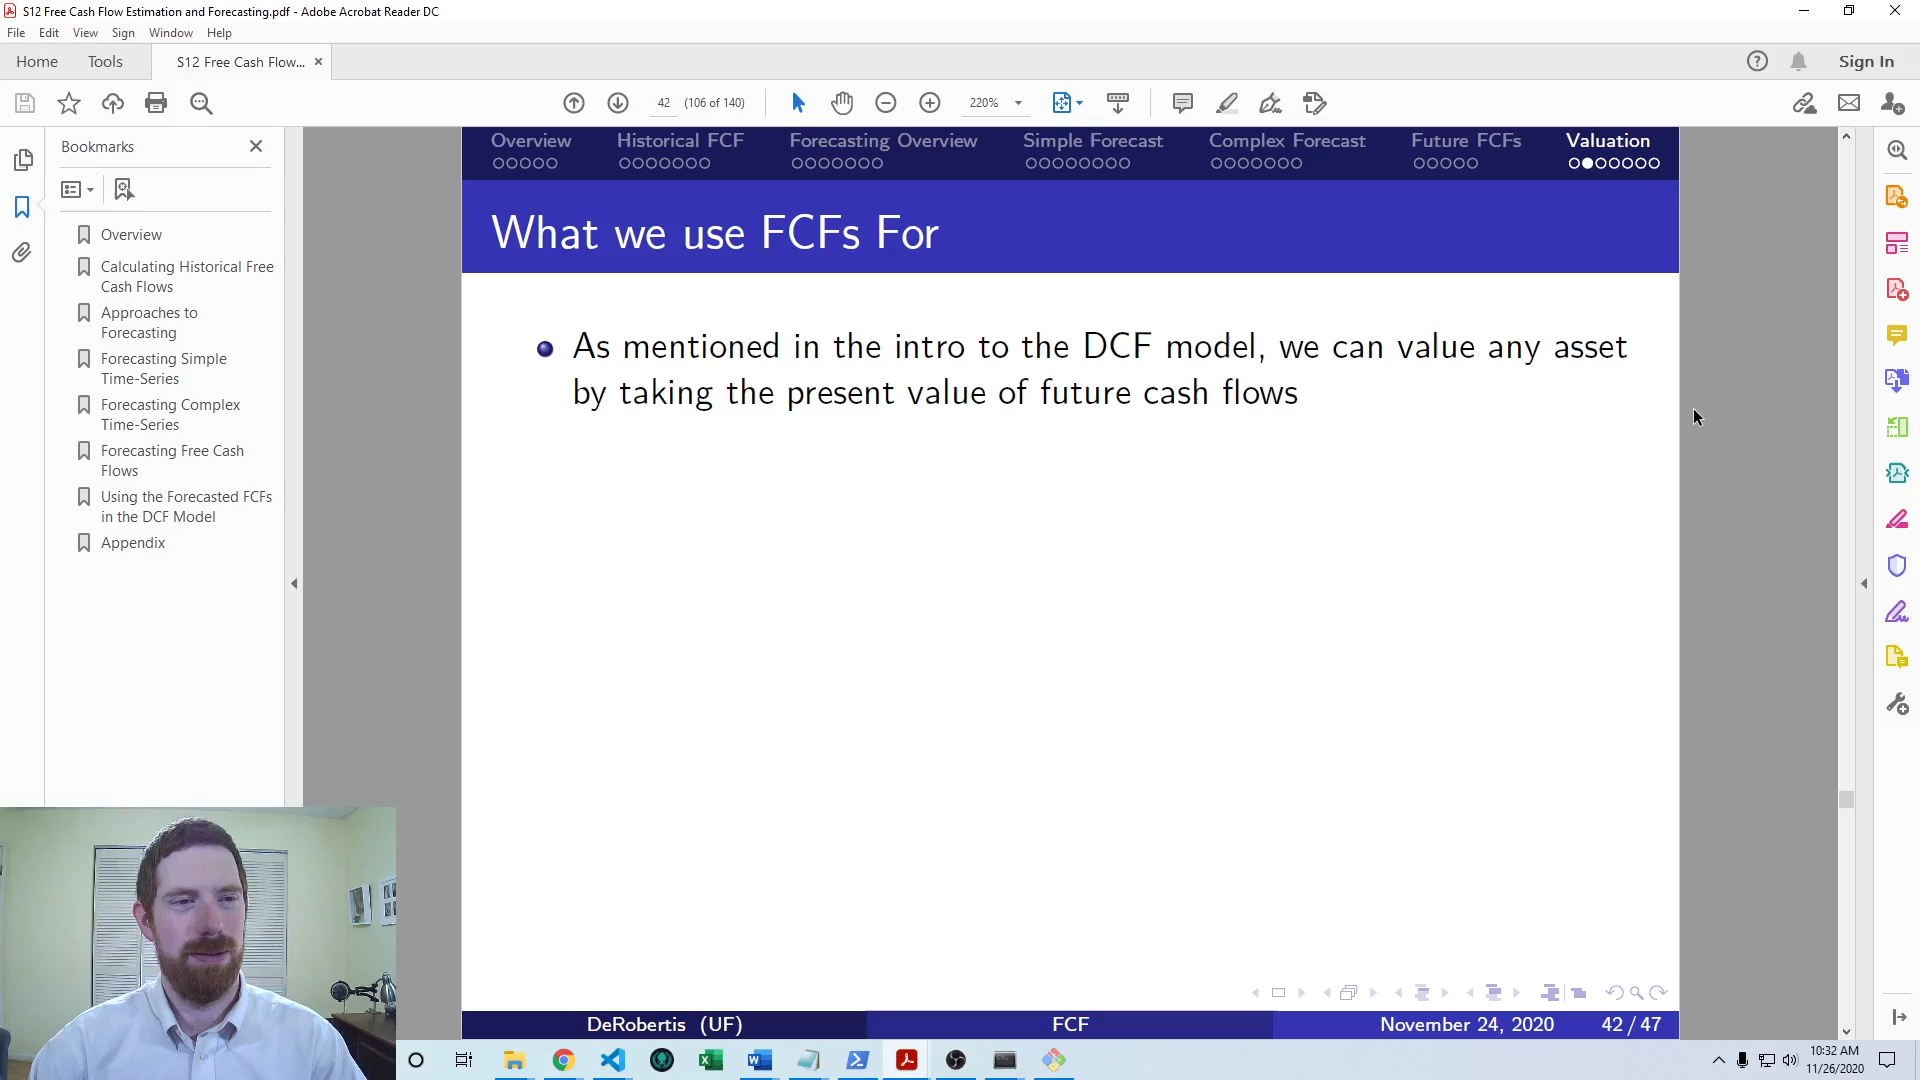 S12 Free Cash Flow Estimation and Forecasting.pdf - Adobe Acrobat Reader DC
File Edit View Sign Window Help
Home Tools S12 Free Cash Flow... × Sign In
42 (106 of 140) 220%
Bookmarks
Overview
Calculating Historical Free
Cash Flows
Approaches to
Forecasting
Forecasting Simple
Time-Series
Forecasting Complex
Time-Series
Forecasting Free Cash
Flows
Using the Forecasted FCFs
in the DCF Model
Appendix
Overview Historical FCF Forecasting Overview Simple Forecast Complex Forecast Future FCFs Valuation
What we use FCFs For
As mentioned in the intro to the DCF model, we can value any asset
by taking the present value of future cash flows
DeRobertis (UF) FCF November 24, 2020 42 / 47
10:32 AM
11/26/2020